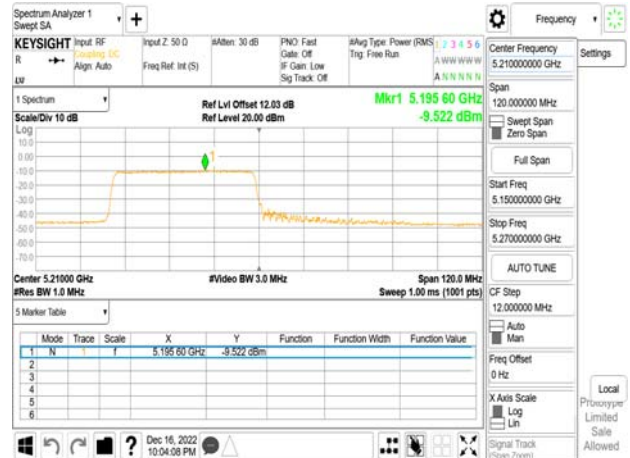 Spectrum Analyzer 1
Swept SA
+
Frequency
KEYSIGHT
R
Input: RF
Coupling: DC
Align: Auto
Input Z: 50 Ω
Freq Ref: Int (S)
#Atten: 30 dB
PNO: Fast
Gate: Off
IF Gain: Low
Sig Track: Off
#Avg Type: Power (RMS
Trig: Free Run
1 2 3 4 5 6
A W W W W W
A N N N N N
1 Spectrum
Scale/Div 10 dB
Ref Lvl Offset 12.03 dB
Ref Level 20.00 dBm
Mkr1 5.195 60 GHz
-9.522 dBm
Log
10.0
0.00
-10.0
-20.0
-30.0
-40.0
-50.0
-60.0
-70.0
1
Center 5.21000 GHz
#Video BW 3.0 MHz
Span 120.0 MHz
#Res BW 1.0 MHz
Sweep 1.00 ms (1001 pts)
5 Marker Table
Mode Trace Scale X Y Function Function Width Function Value
1 N 1 f 5.195 60 GHz -9.522 dBm
2
3
4
5
6
?
Dec 16, 2022
10:04:08 PM
Center Frequency
5.210000000 GHz
Settings
Span
120.000000 MHz
Swept Span
Zero Span
Full Span
Start Freq
5.150000000 GHz
Stop Freq
5.270000000 GHz
AUTO TUNE
CF Step
12.000000 MHz
Auto
Man
Freq Offset
0 Hz
X Axis Scale
Log
Lin
Signal Track
(Span Zoom)
Local
Prototype
Limited
Sale
Allowed